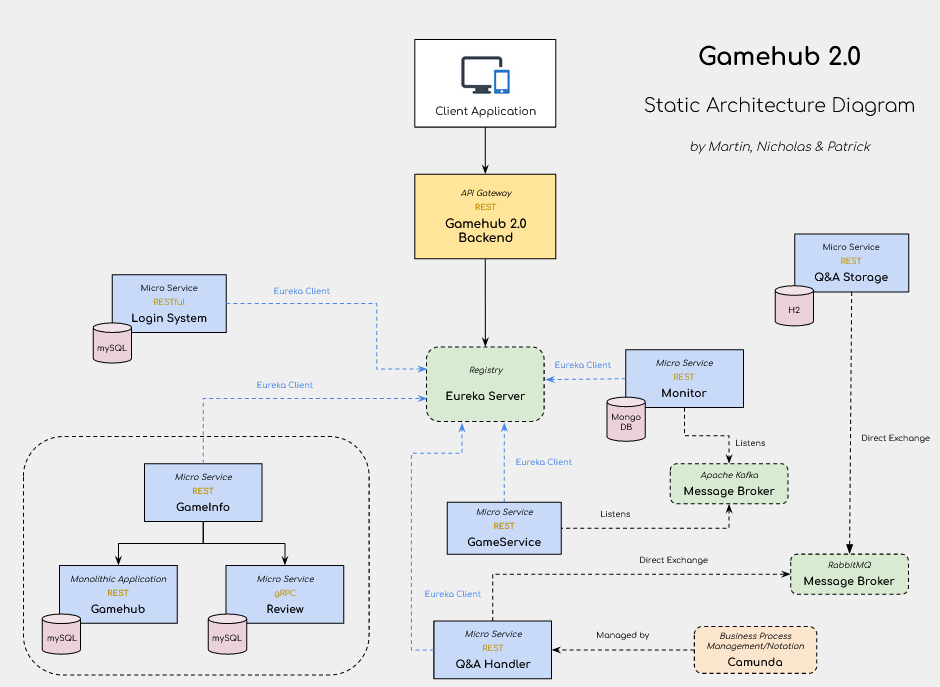 Gamehub 2.0
Static Architecture Diagram
by Martin, Nicholas & Patrick
Client Application
API Gateway
REST
Gamehub 2.0
Backend
Micro Service
REST
Q&A Storage
H2
Micro Service
RESTful
Login System
mySQL
Eureka Client
Eureka Client
Registry
Eureka Server
Eureka Client
Micro Service
REST
Monitor
Mongo
DB
Listens
Direct Exchange
Apache Kafka
Message Broker
Eureka Client
Micro Service
REST
GameInfo
Micro Service
REST
GameService
Listens
Monolithic Application
REST
Gamehub
mySQL
Micro Service
gRPC
Review
mySQL
Direct Exchange
RabbitMQ
Message Broker
Eureka Client
Micro Service
REST
Q&A Handler
Managed by
Business Process
Management/Notation
Camunda